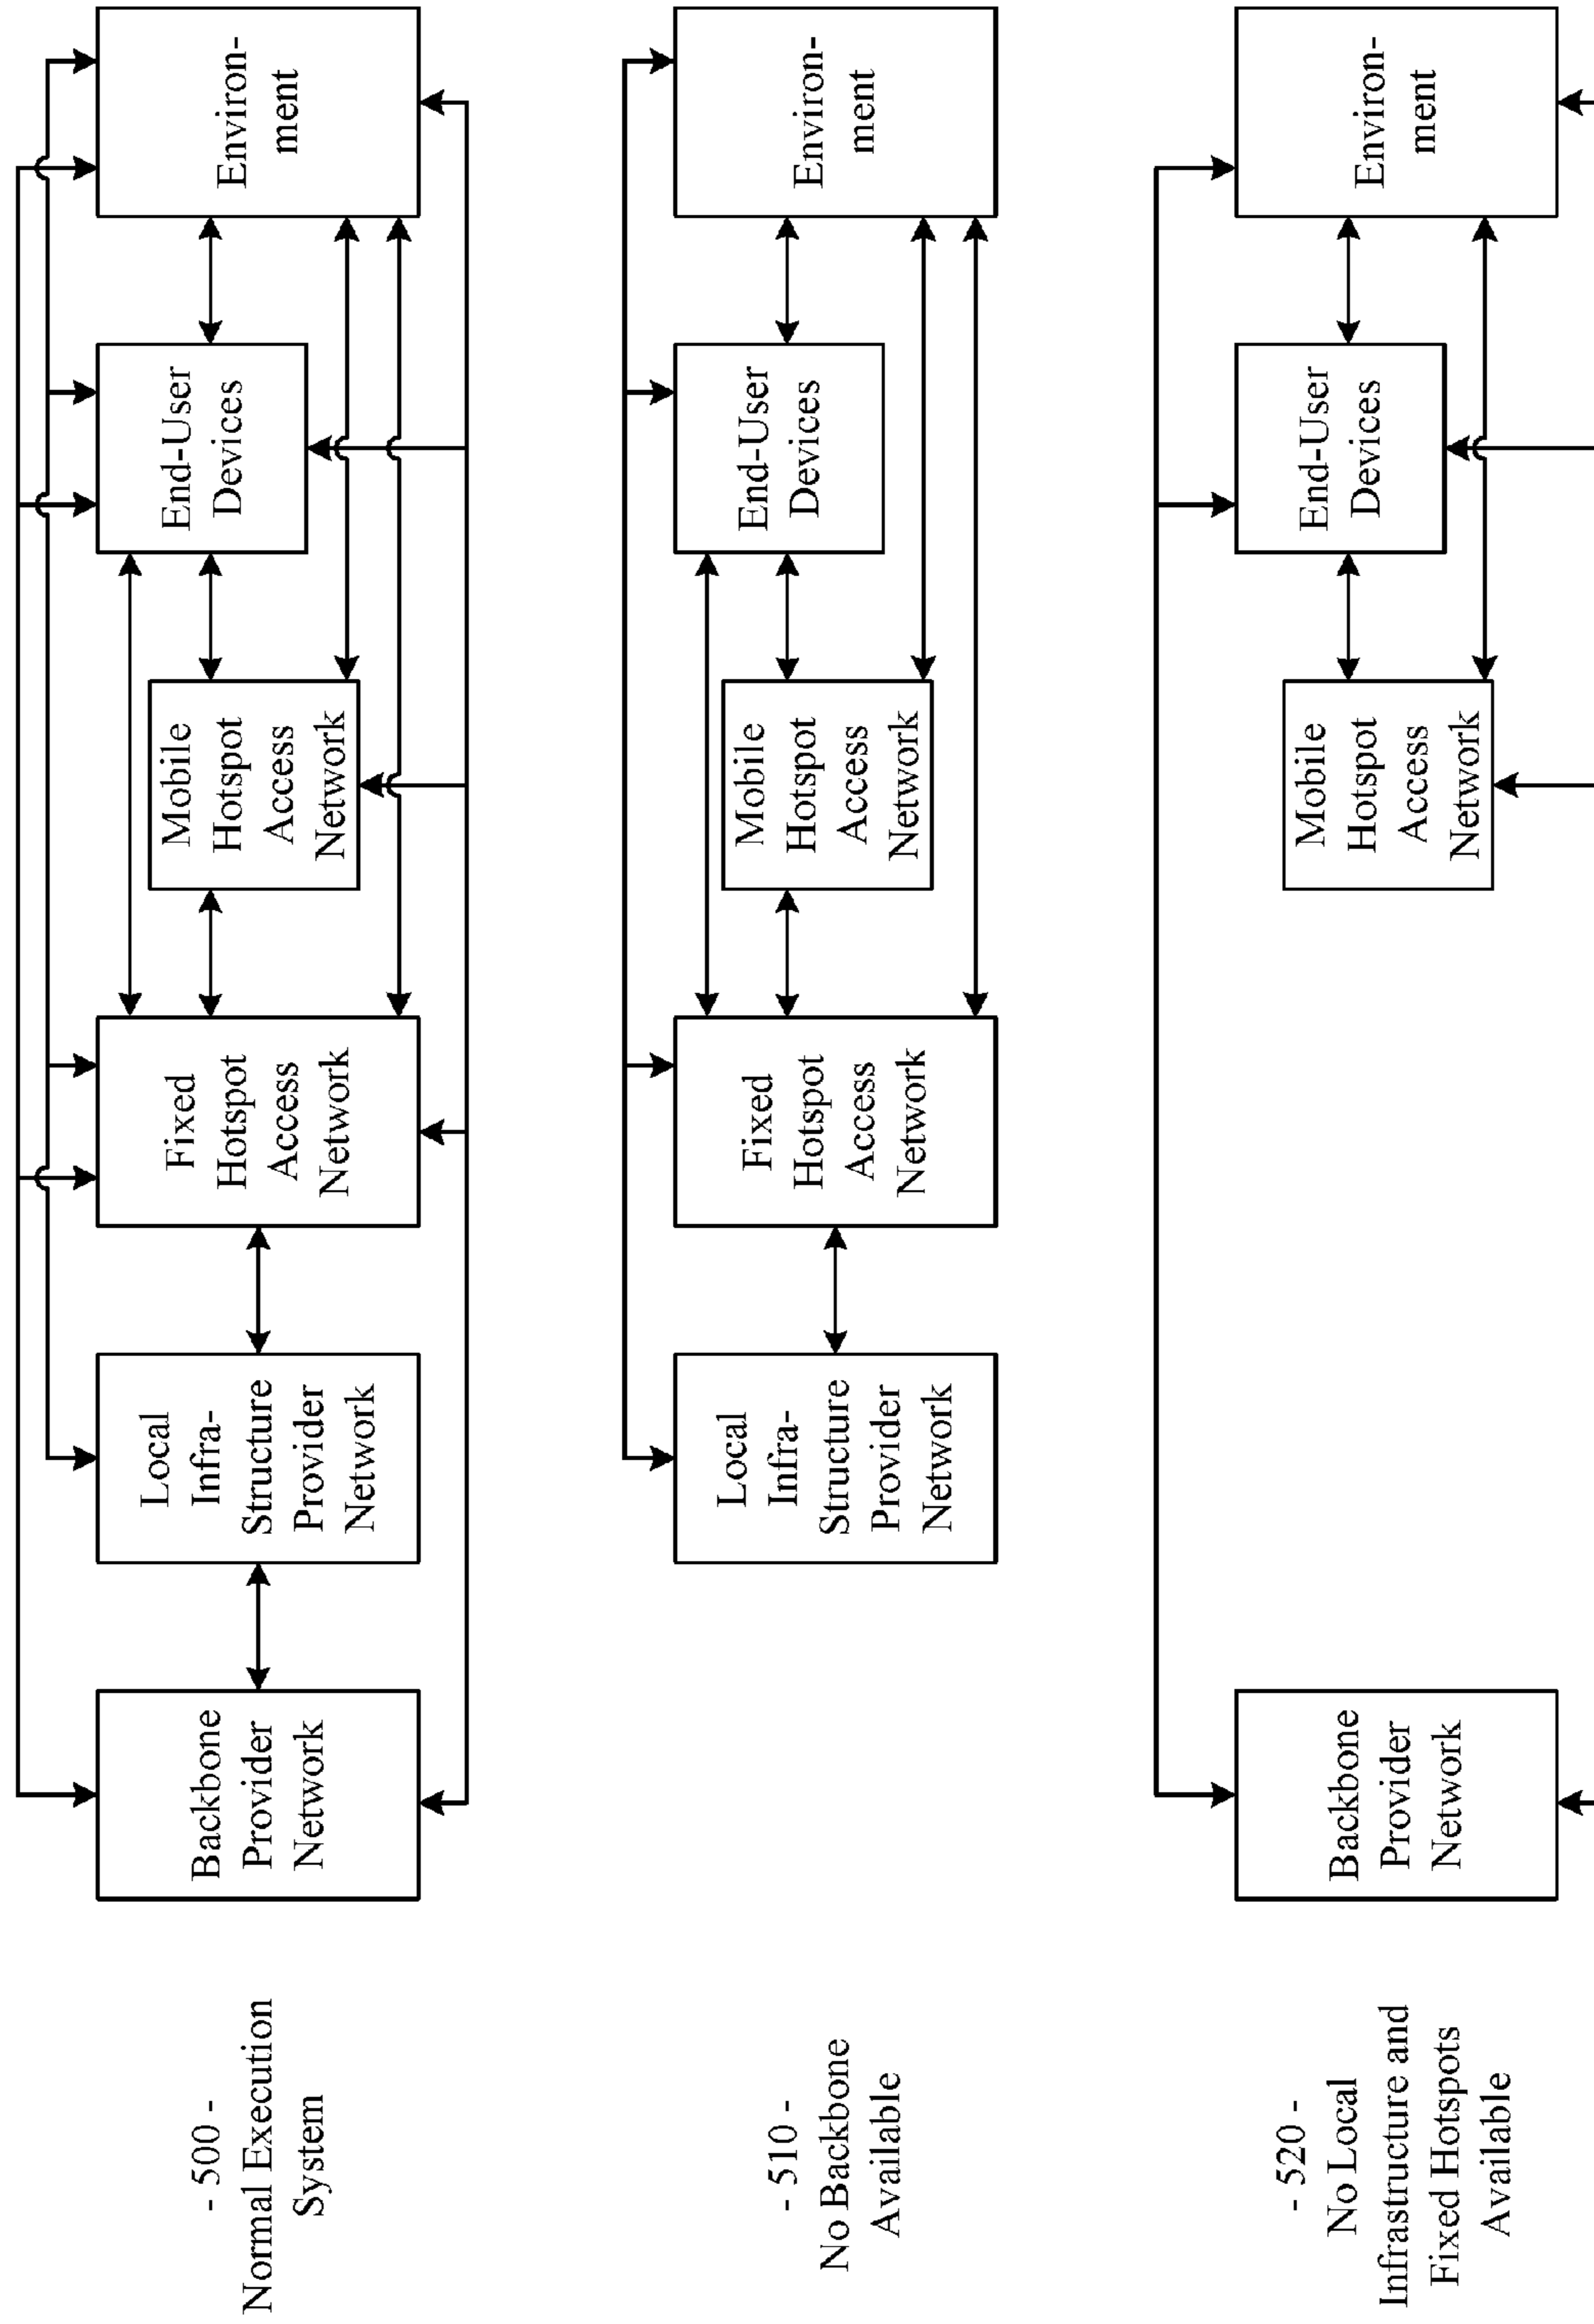 - 500 -
Normal Execution
System
Backbone
Provider
Network
Local
Infra-
Structure
Provider
Network
Fixed
Hotspot
Access
Network
Mobile
Hotspot
Access
Network
End-User
Devices
Environ-
ment
- 510 -
No Backbone
Available
Local
Infra-
Structure
Provider
Network
Fixed
Hotspot
Access
Network
Mobile
Hotspot
Access
Network
End-User
Devices
Environ-
ment
- 520 -
No Local
Infrastructure and
Fixed Hotspots
Available
Backbone
Provider
Network
Mobile
Hotspot
Access
Network
End-User
Devices
Environ-
ment